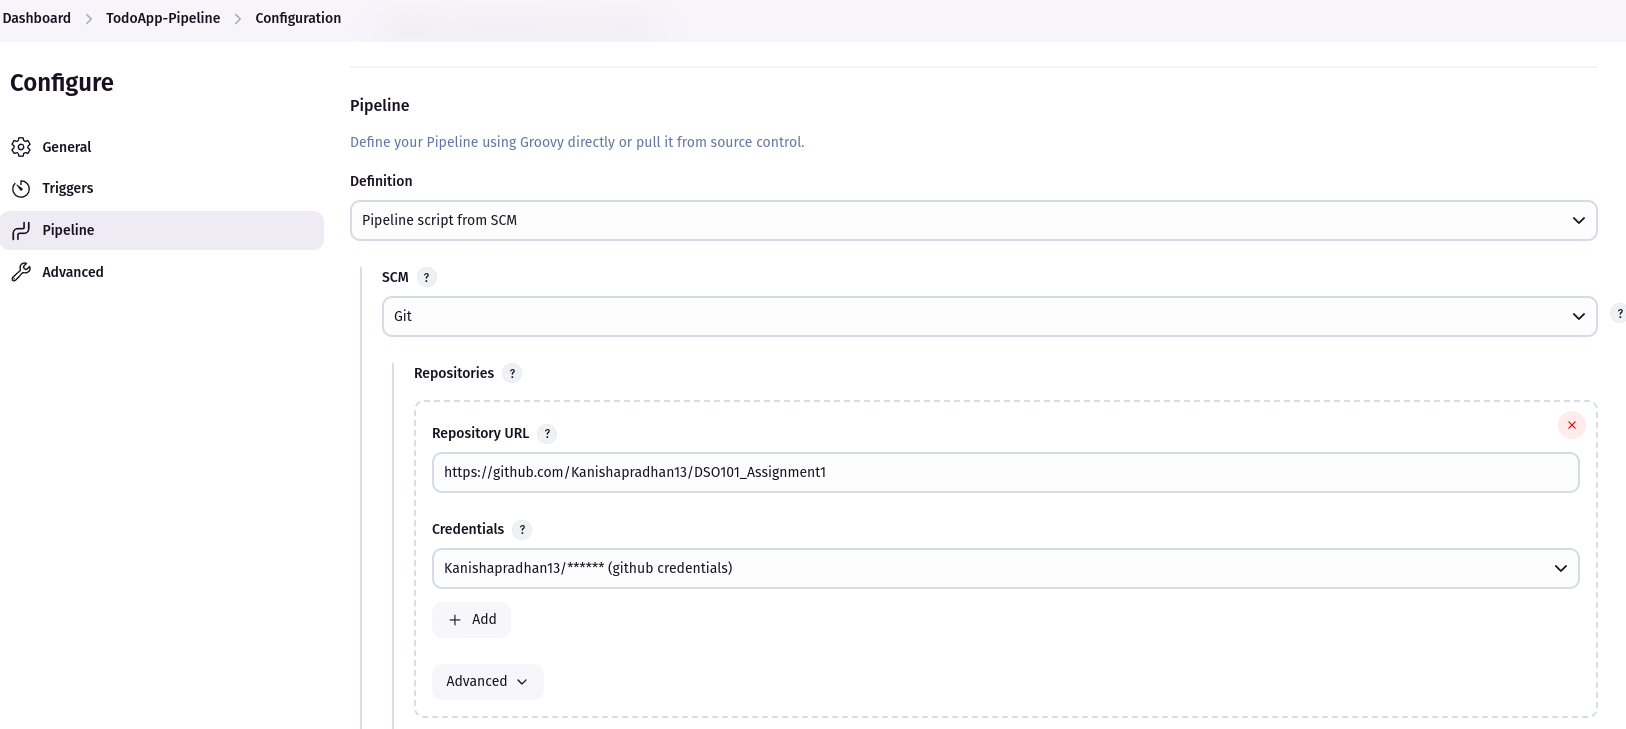 Dashboard > TodoApp-Pipeline > Configuration
Configure
General
Triggers
Pipeline
Advanced
Pipeline
Define your Pipeline using Groovy directly or pull it from source control.
Definition
Pipeline script from SCM
SCM ?
Git
?
Repositories ?
Repository URL ?
https://github.com/Kanishapradhan13/DSO101_Assignment1
Credentials ?
Kanishapradhan13/****** (github credentials)
+ Add
Advanced